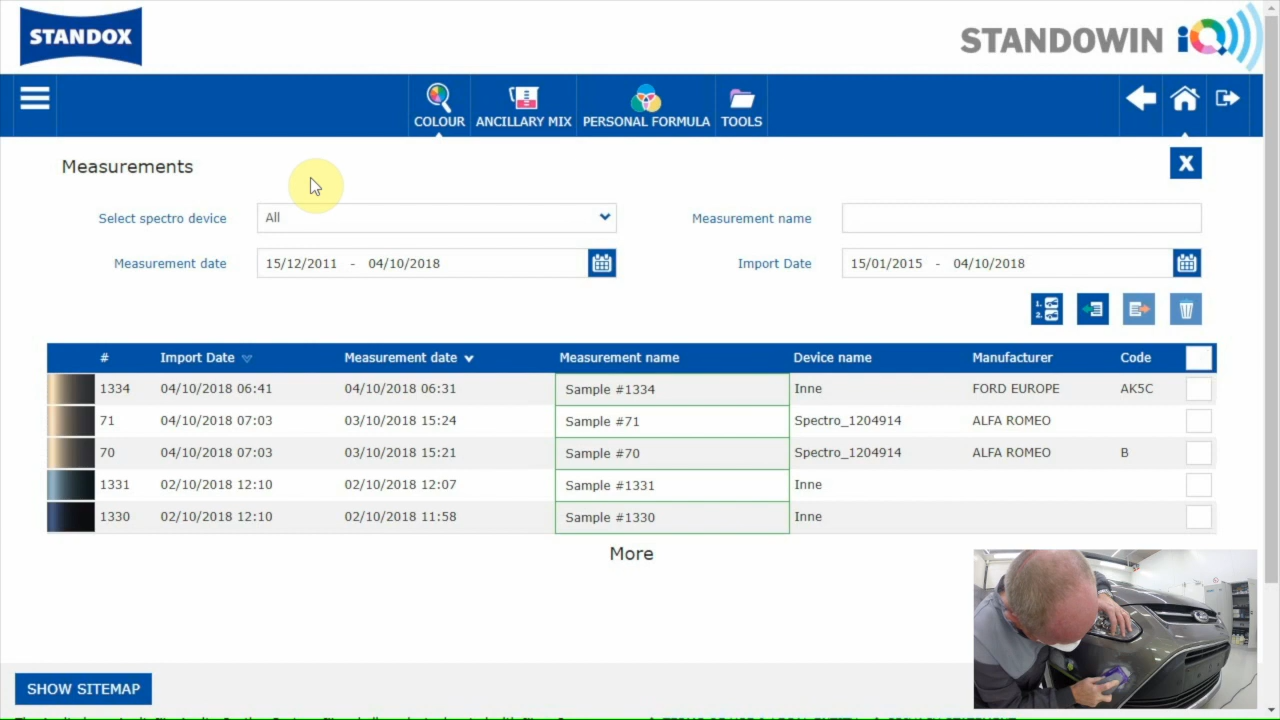 STANDOX
STANDOWIN iQ
COLOUR ANCILLARY MIX PERSONAL FORMULA TOOLS
Measurements
X
Select spectro device All Measurement name
Measurement date 15/12/2011 - 04/10/2018 Import Date 15/01/2015 - 04/10/2018
1.
2.
# Import Date Measurement date Measurement name Device name Manufacturer Code
1334 04/10/2018 06:41 04/10/2018 06:31 Sample #1334 Inne FORD EUROPE AK5C
71 04/10/2018 07:03 03/10/2018 15:24 Sample #71 Spectro_1204914 ALFA ROMEO
70 04/10/2018 07:03 03/10/2018 15:21 Sample #70 Spectro_1204914 ALFA ROMEO B
1331 02/10/2018 12:10 02/10/2018 12:07 Sample #1331 Inne
1330 02/10/2018 12:10 02/10/2018 11:58 Sample #1330 Inne
More
SHOW SITEMAP